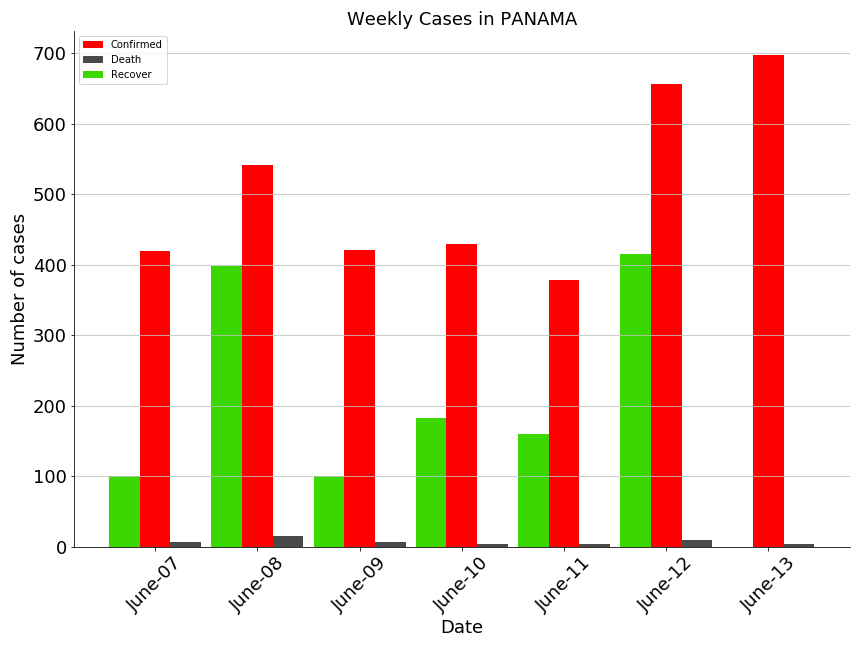 Weekly Cases in PANAMA
Confirmed
Death
Recover
Number of cases
700
600
500
400
300
200
100
0
June-07
June-08
June-09
June-10
June-11
June-12
June-13
Date